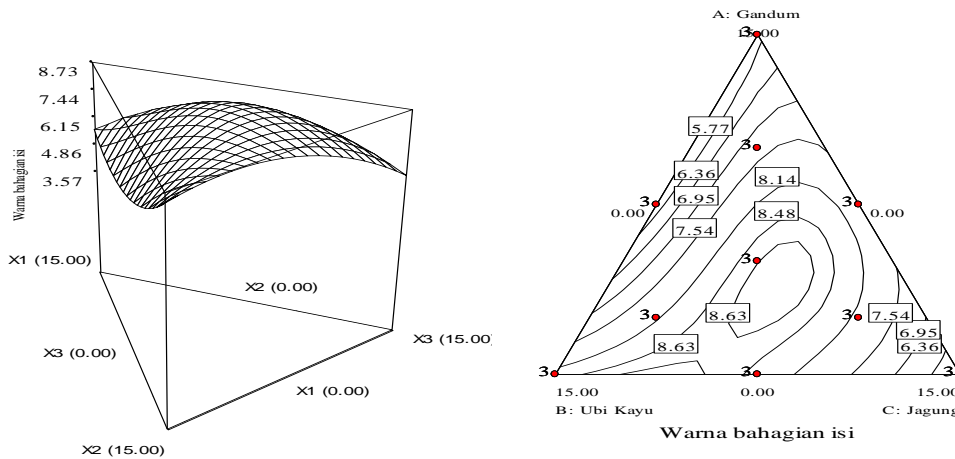 8.73
7.44
6.15
4.86
3.57
Warna bahagian isi
X1 (15.00)
X2 (0.00)
X3 (15.00)
X3 (0.00)
X1 (0.00)
X2 (15.00)
A: Gandum
3
15.00
5.77
3
6.36
8.14
6.95
3
3
0.00
8.48
0.00
7.54
3
3
8.63
3
7.54
6.95
8.63
6.36
3
3
3
15.00
0.00
15.00
B: Ubi Kayu
C: Jagung
Warna bahagian isi